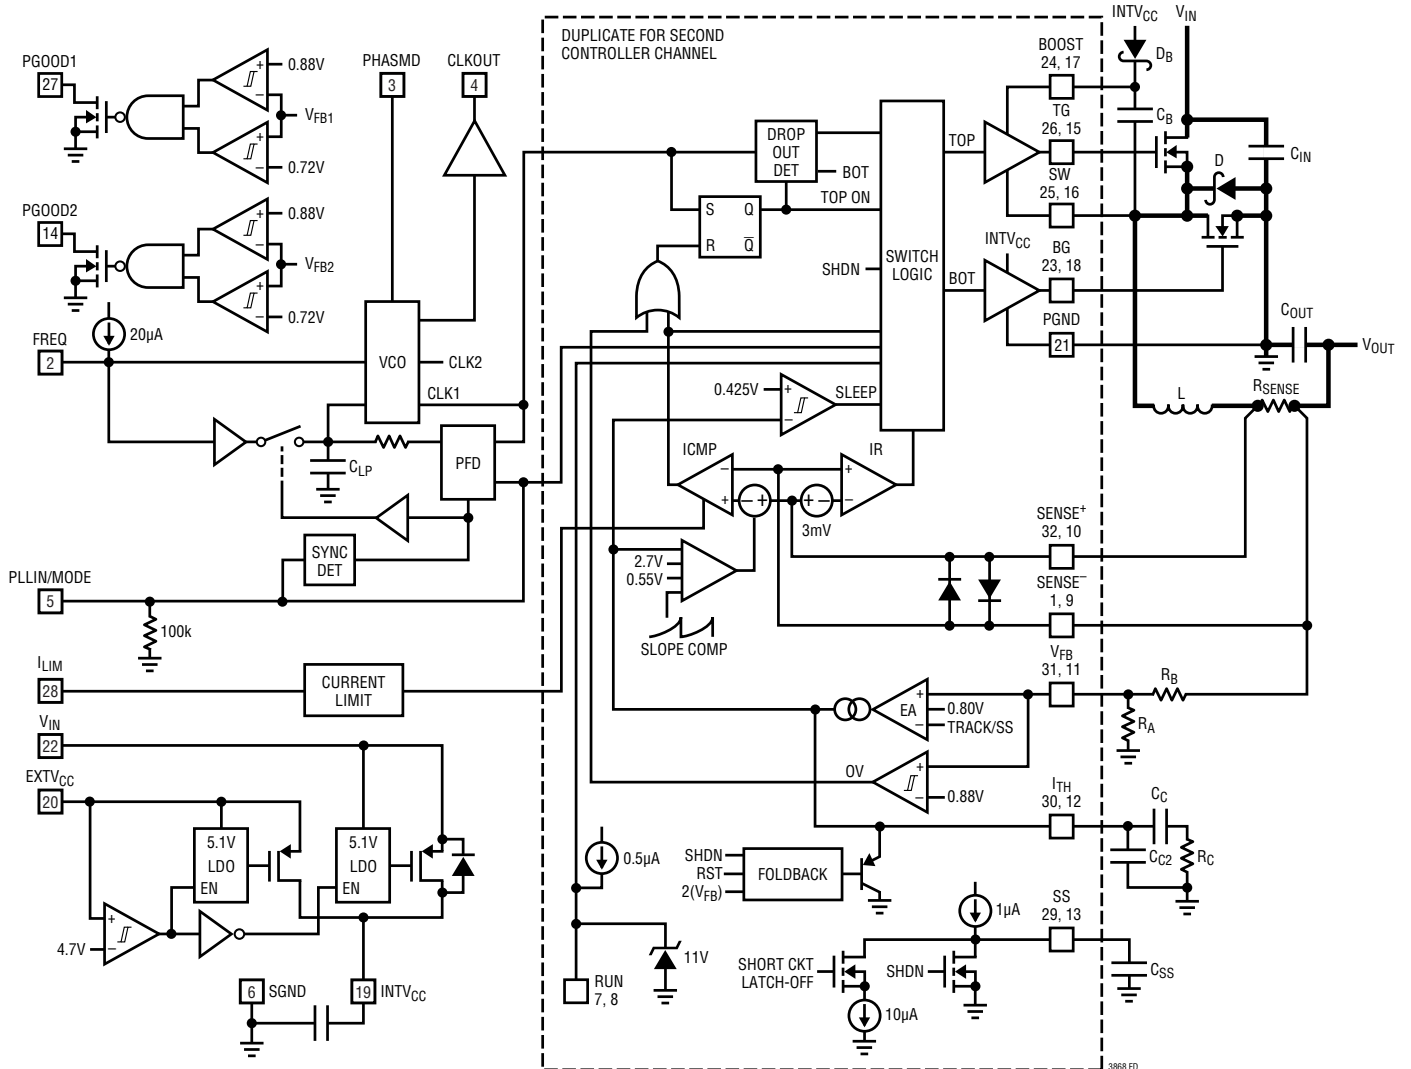 DUPLICATE FOR SECOND
CONTROLLER CHANNEL
PGOOD1
27
0.88V
VFB1
0.72V
PGOOD2
14
0.88V
VFB2
0.72V
PHASMD
3
CLKOUT
4
FREQ
2
20µA
VCO
CLK2
CLK1
CLP
PFD
SYNC
DET
PLLIN/MODE
5
100k
ILIM
28
CURRENT
LIMIT
VIN
22
EXTVCC
20
5.1V
LDO
EN
5.1V
LDO
EN
+
–
4.7V
6
SGND
19
INTVCC
DROP
OUT
DET
BOT
TOP ON
S
Q
R
Q̅
SHDN
SWITCH
LOGIC
TOP
BOT
INTVCC
0.425V
+
–
SLEEP
ICMP
–
+
– +
+ –
3mV
IR
+
–
2.7V
0.55V
SLOPE COMP
EA
+
0.80V
–
TRACK/SS
OV
+
–
0.88V
0.5µA
11V
RUN
7, 8
SHDN
RST
2(VFB)
FOLDBACK
1µA
SHORT CKT
LATCH-OFF
SHDN
10µA
BOOST
24, 17
TG
26, 15
SW
25, 16
BG
23, 18
PGND
21
SENSE+
32, 10
SENSE–
1, 9
VFB
31, 11
ITH
30, 12
SS
29, 13
INTVCC
VIN
DB
CB
D
CIN
COUT
VOUT
L
RSENSE
RB
RA
CC
CC2
RC
CSS
3868 FD